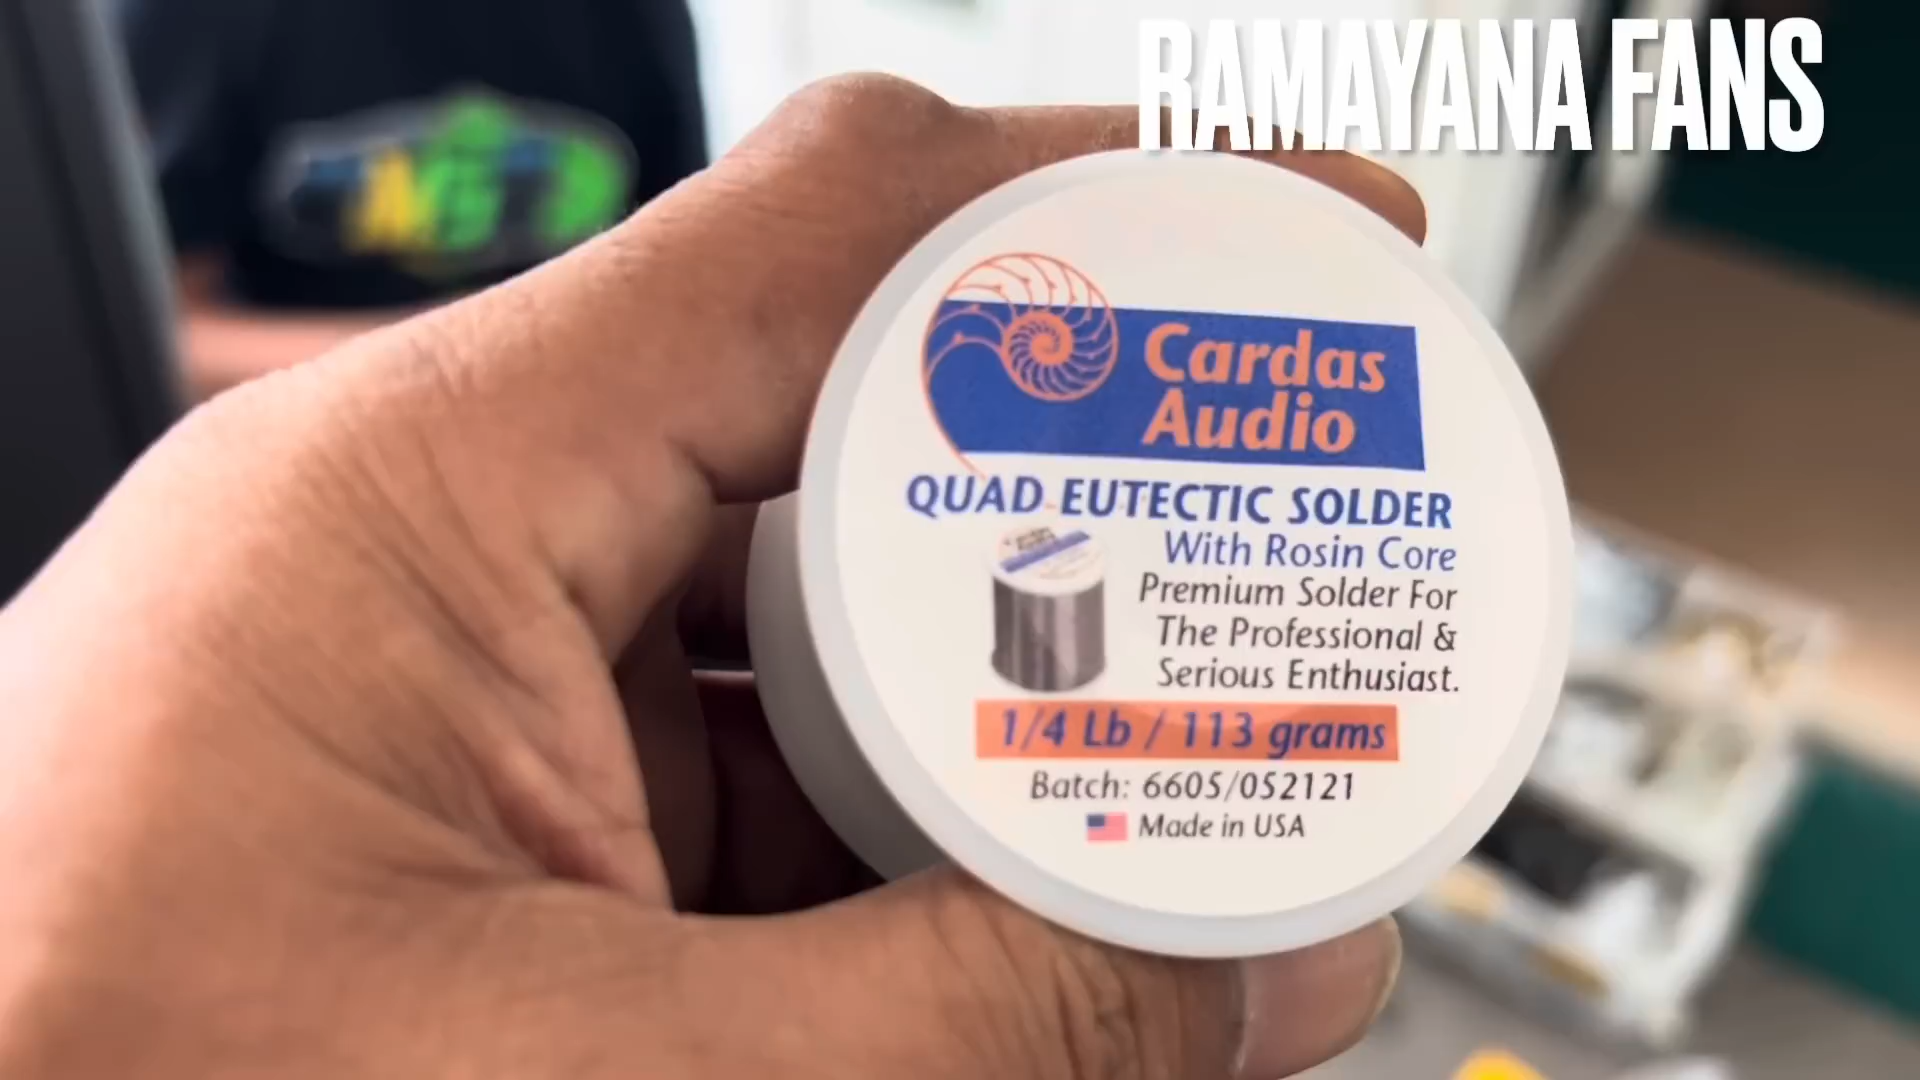 RAMAYANA FANS
Cardas
Audio
QUAD EUTECTIC SOLDER
With Rosin Core
Premium Solder For
The Professional &
Serious Enthusiast.
1/4 Lb / 113 grams
Batch: 6605/052121
Made in USA